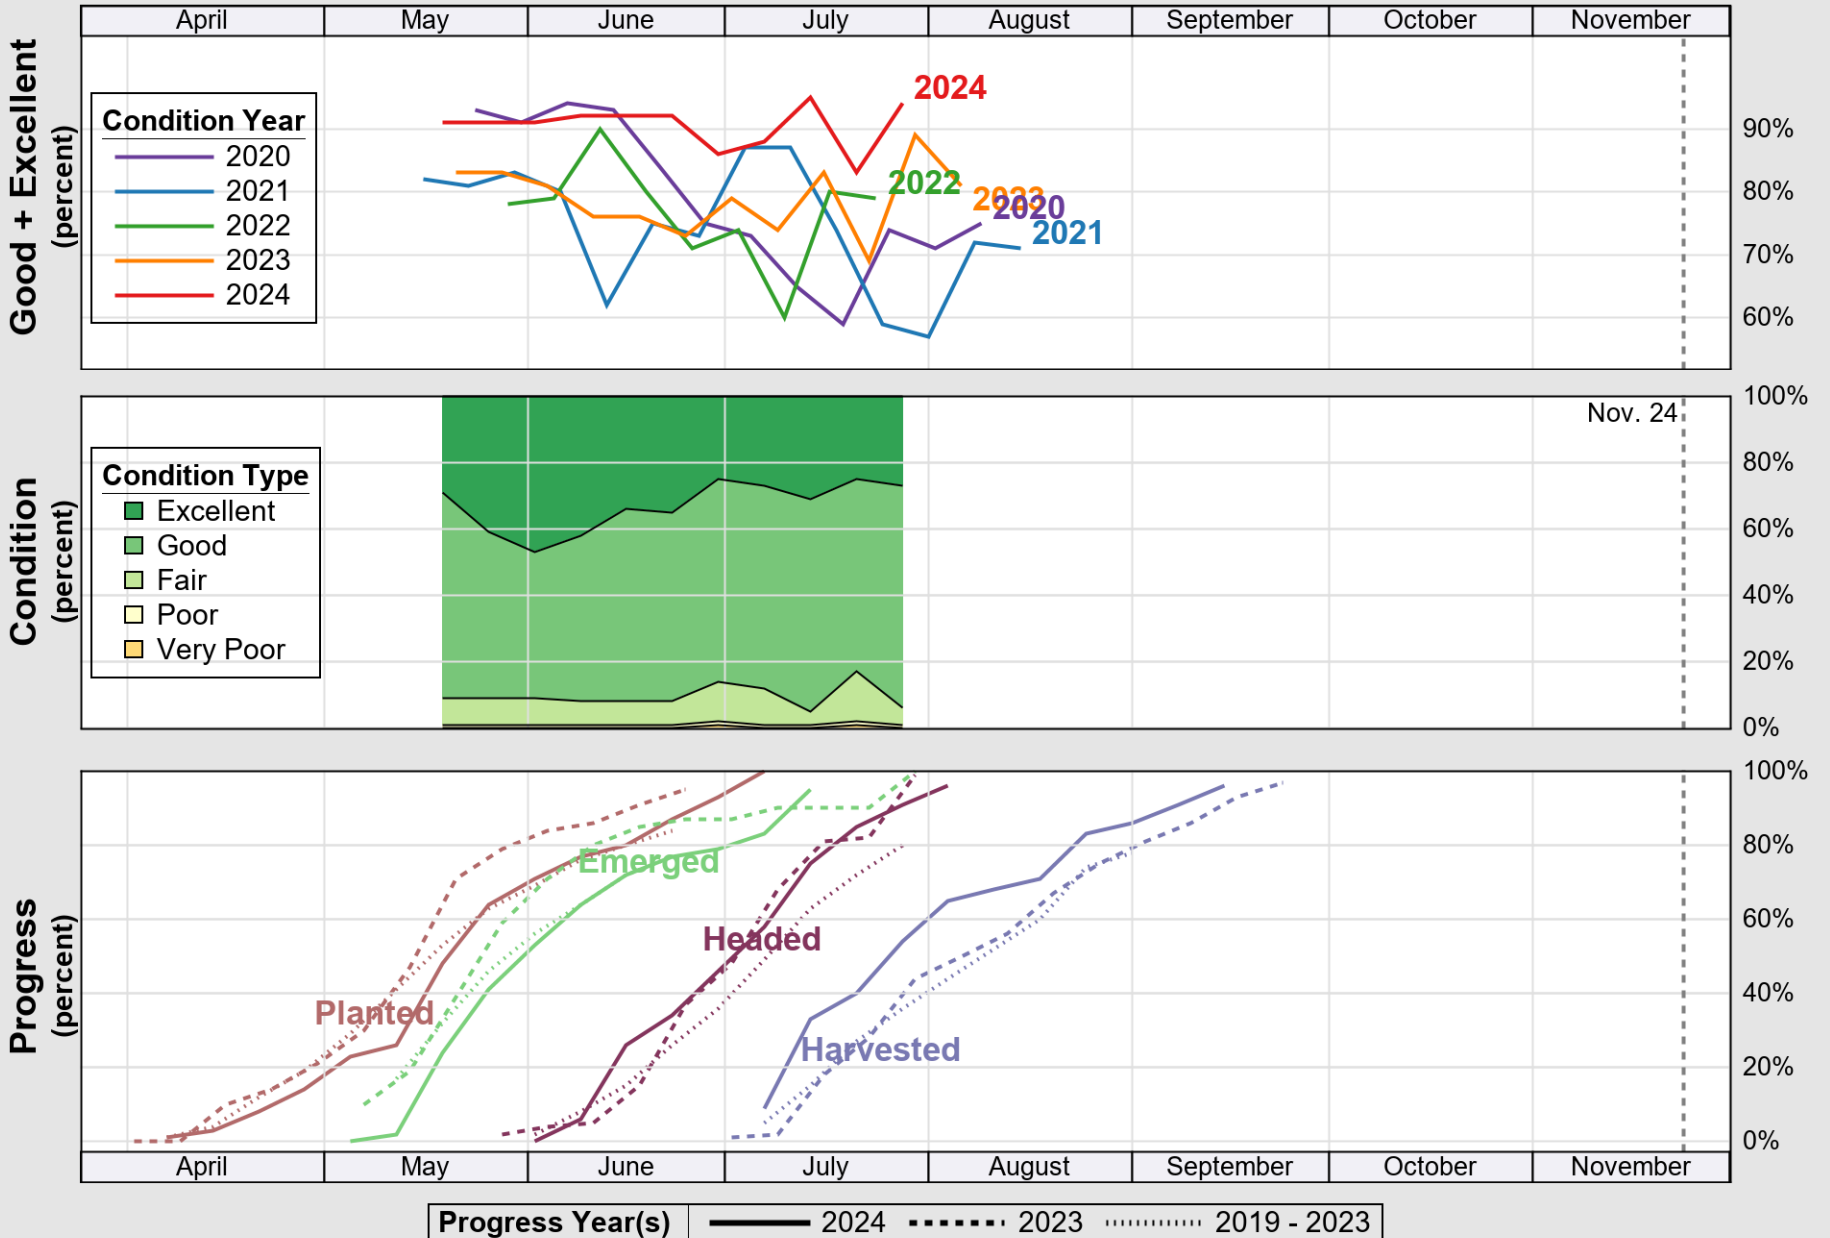 April May June July August September October November
Good + Excellent
(percent)
Condition Year
2020
2021
2022
2023
2024
2024
2022
2023
2020
2021
90%
80%
70%
60%
Condition
(percent)
Condition Type
Excellent
Good
Fair
Poor
Very Poor
Nov. 24
100%
80%
60%
40%
20%
0%
Progress
(percent)
Emerged
Headed
Planted
Harvested
100%
80%
60%
40%
20%
0%
April May June July August September October November
Progress Year(s) 2024 2023 2019 - 2023